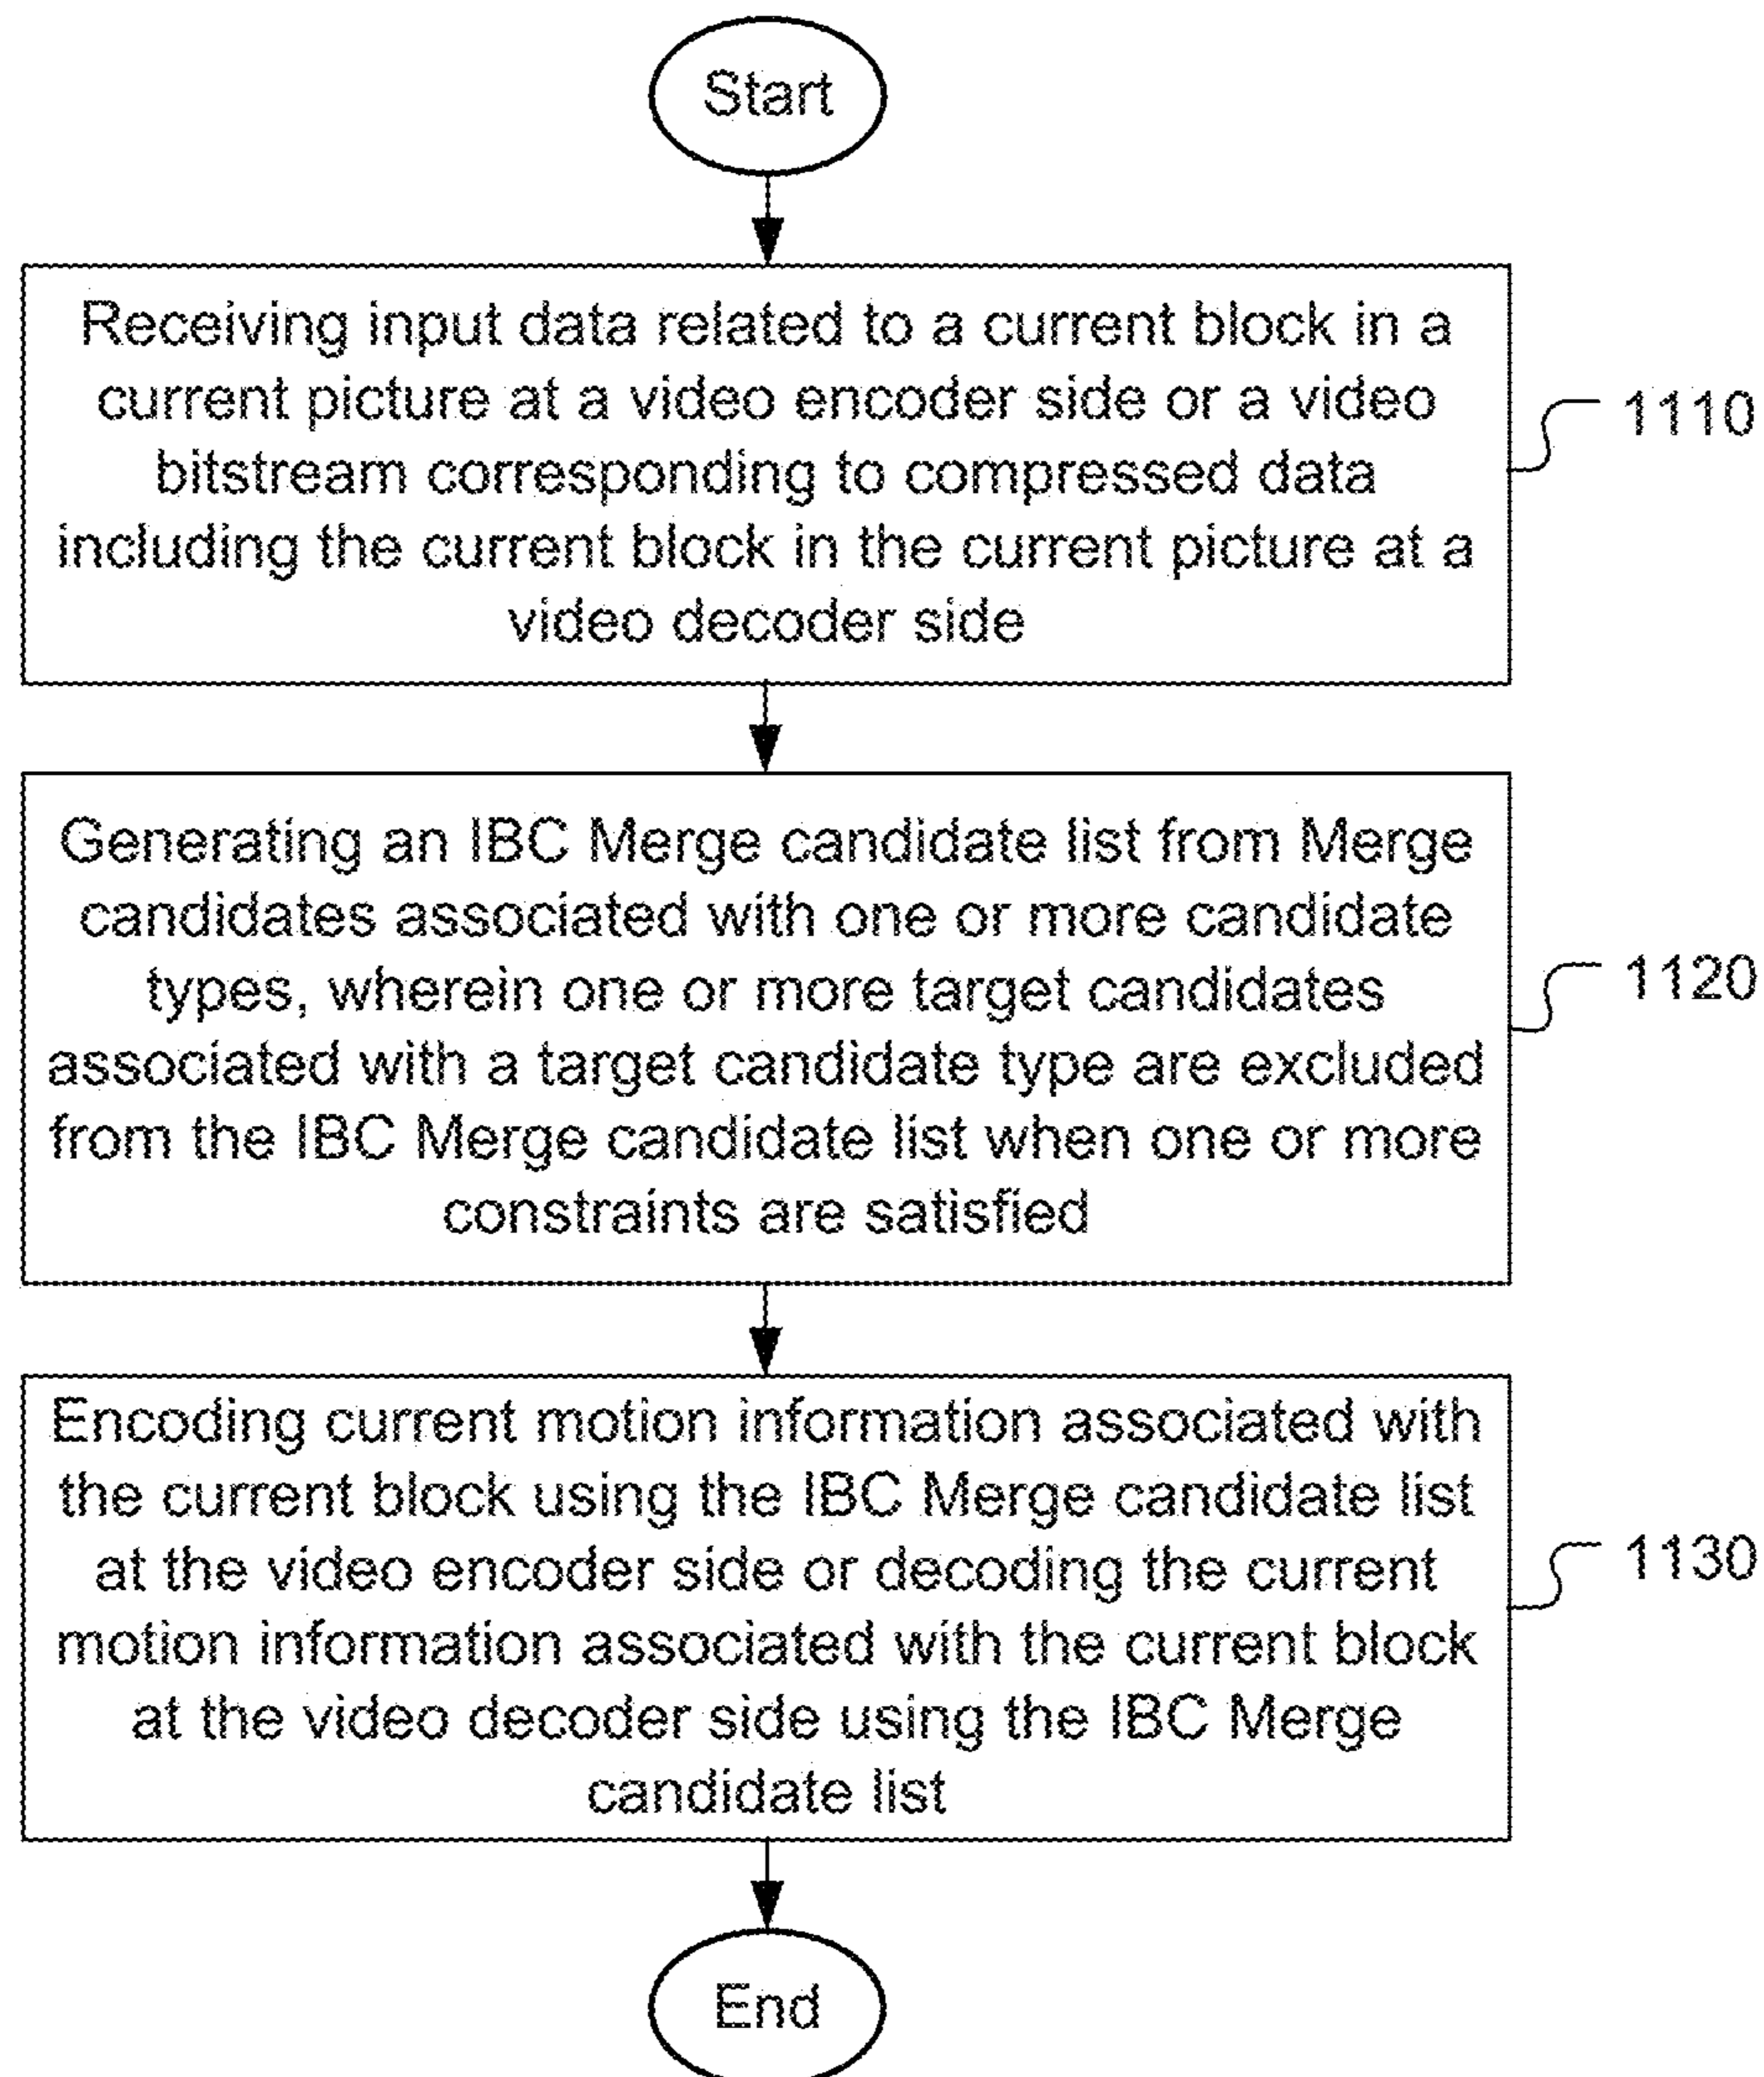 Start
Receiving input data related to a current block in a
current picture at a video encoder side or a video
bitstream corresponding to compressed data
including the current block in the current picture at a
video decoder side
1110
Generating an IBC Merge candidate list from Merge
candidates associated with one or more candidate
types, wherein one or more target candidates
associated with a target candidate type are excluded
from the IBC Merge candidate list when one or more
constraints are satisfied
1120
Encoding current motion information associated with
the current block using the IBC Merge candidate list
at the video encoder side or decoding the current
motion information associated with the current block
at the video decoder side using the IBC Merge
candidate list
1130
End